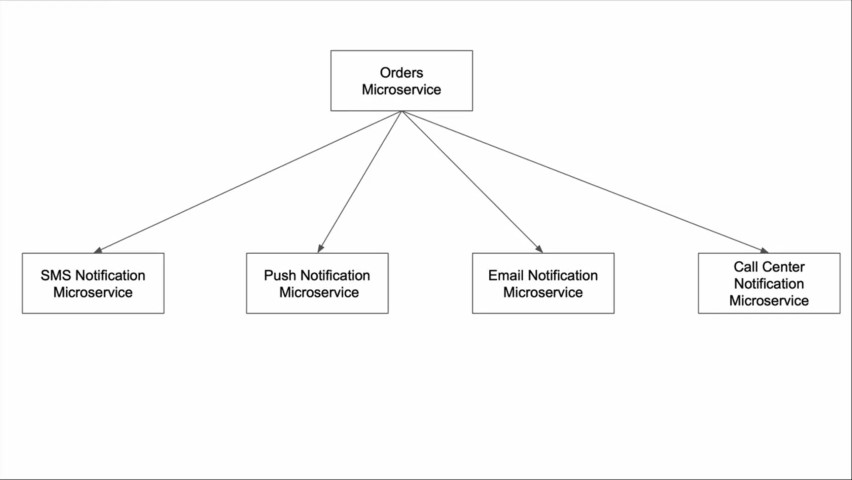 Orders
Microservice
SMS Notification
Microservice
Push Notification
Microservice
Email Notification
Microservice
Call Center
Notification
Microservice